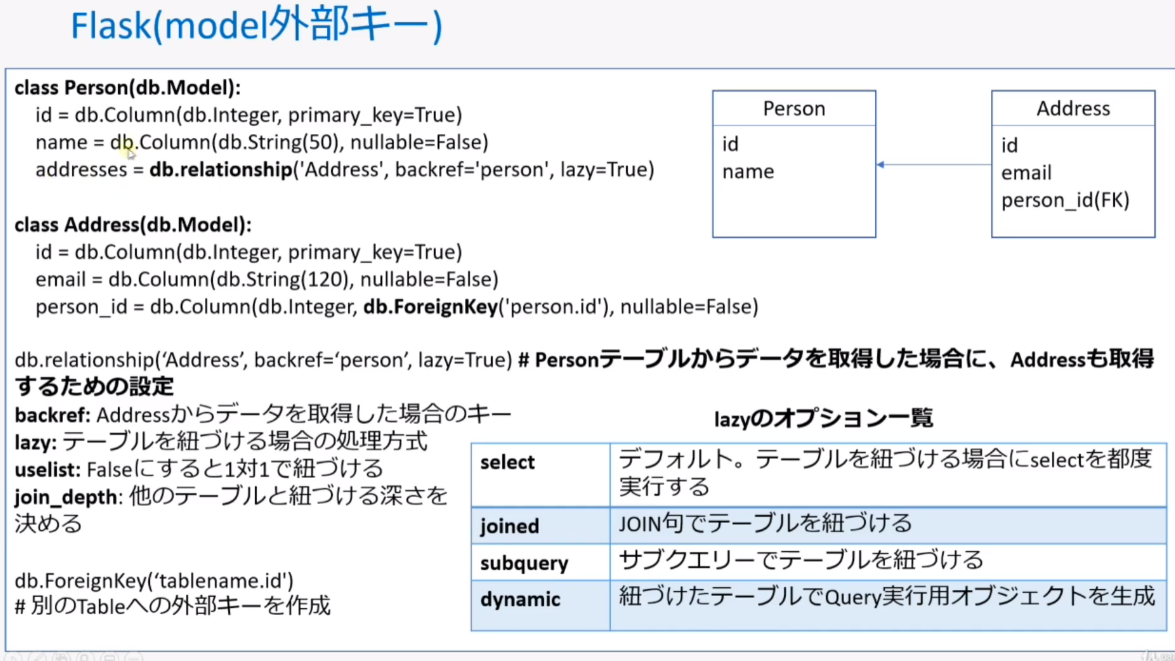 Flask(model外部キー)
class Person(db.Model):
id = db.Column(db.Integer, primary_key=True)
name = db.Column(db.String(50), nullable=False)
addresses = db.relationship('Address', backref='person', lazy=True)
class Address(db.Model):
id = db.Column(db.Integer, primary_key=True)
email = db.Column(db.String(120), nullable=False)
person_id = db.Column(db.Integer, db.ForeignKey('person.id'), nullable=False)
Person
id
name
Address
id
email
person_id(FK)
db.relationship(‘Address’, backref=‘person’, lazy=True) # Personテーブルからデータを取得した場合に、Addressも取得
するための設定
backref: Addressからデータを取得した場合のキー
lazy: テーブルを紐づける場合の処理方式
uselist: Falseにすると1対1で紐づける
join_depth: 他のテーブルと紐づける深さを
決める
db.ForeignKey(‘tablename.id')
# 別のTableへの外部キーを作成
lazyのオプション一覧
select
デフォルト。テーブルを紐づける場合にselectを都度
実行する
joined
JOIN句でテーブルを紐づける
subquery
サブクエリーでテーブルを紐づける
dynamic
紐づけたテーブルでQuery実行用オブジェクトを生成